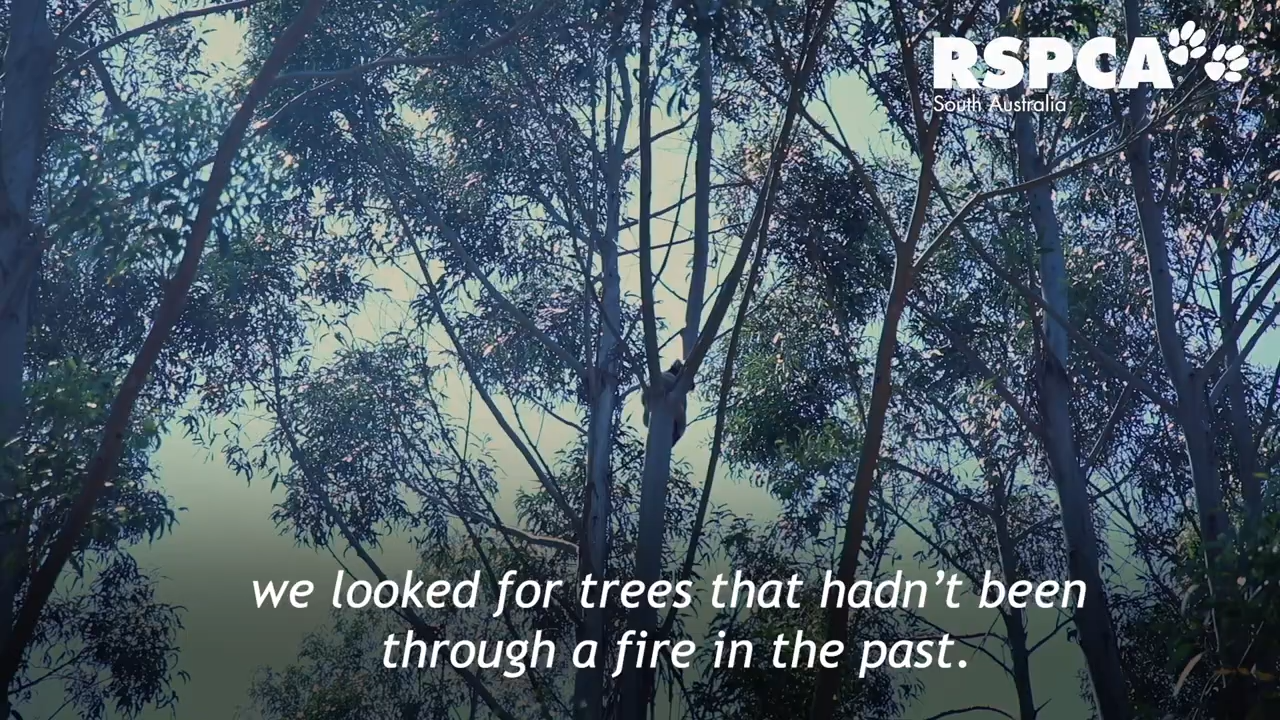 RSPCA
South Australia
we looked for trees that hadn’t been
through a fire in the past.